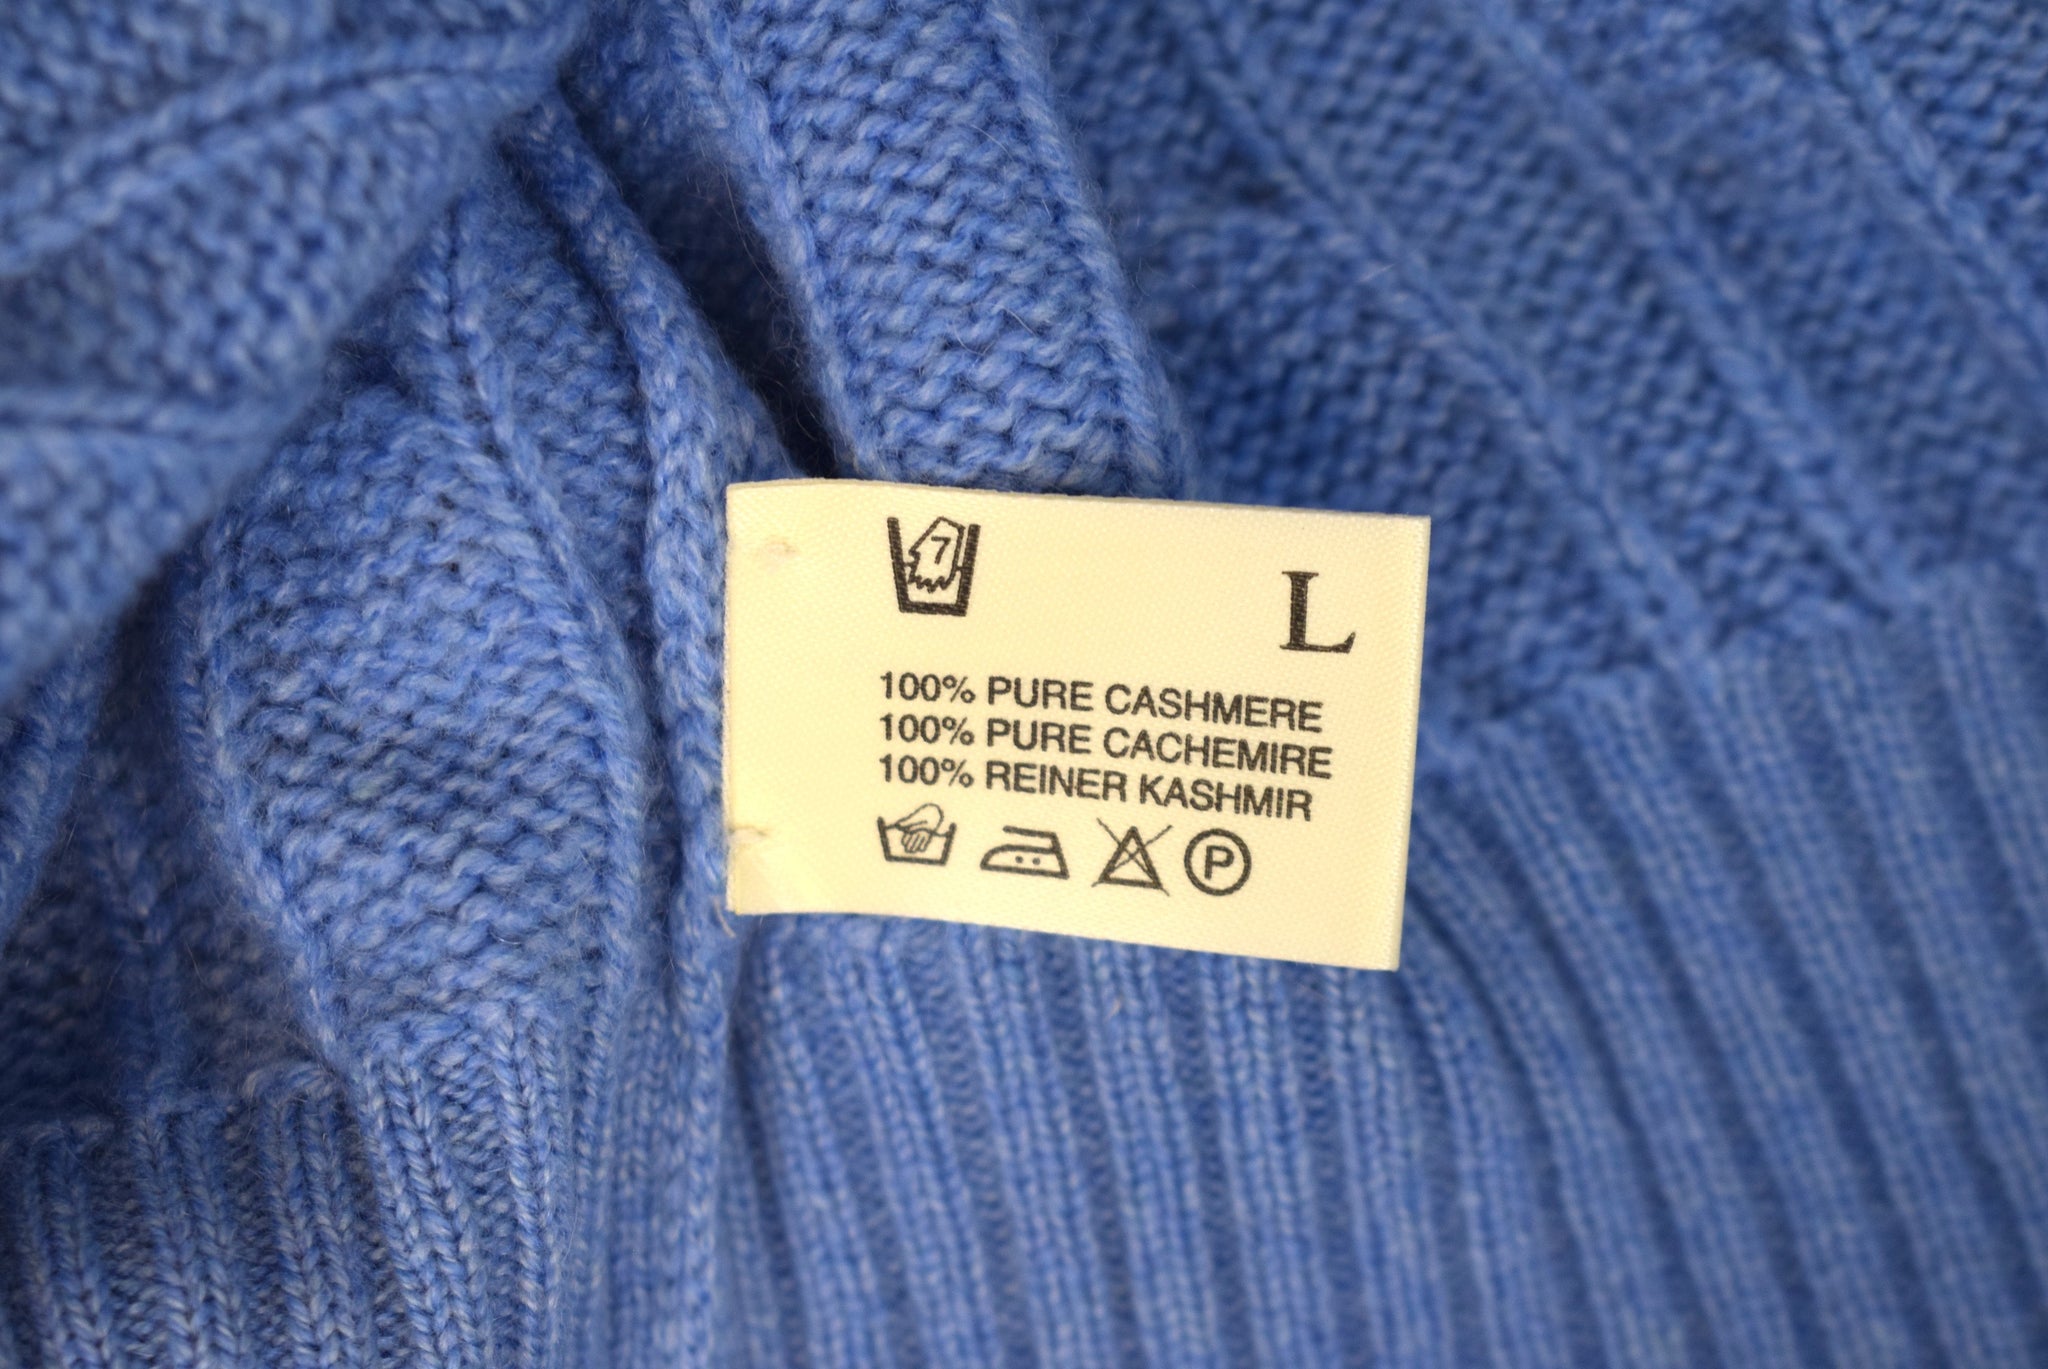 7
L
100% PURE CASHMERE
100% PURE CACHEMIRE
100% REINER KASHMIR
P